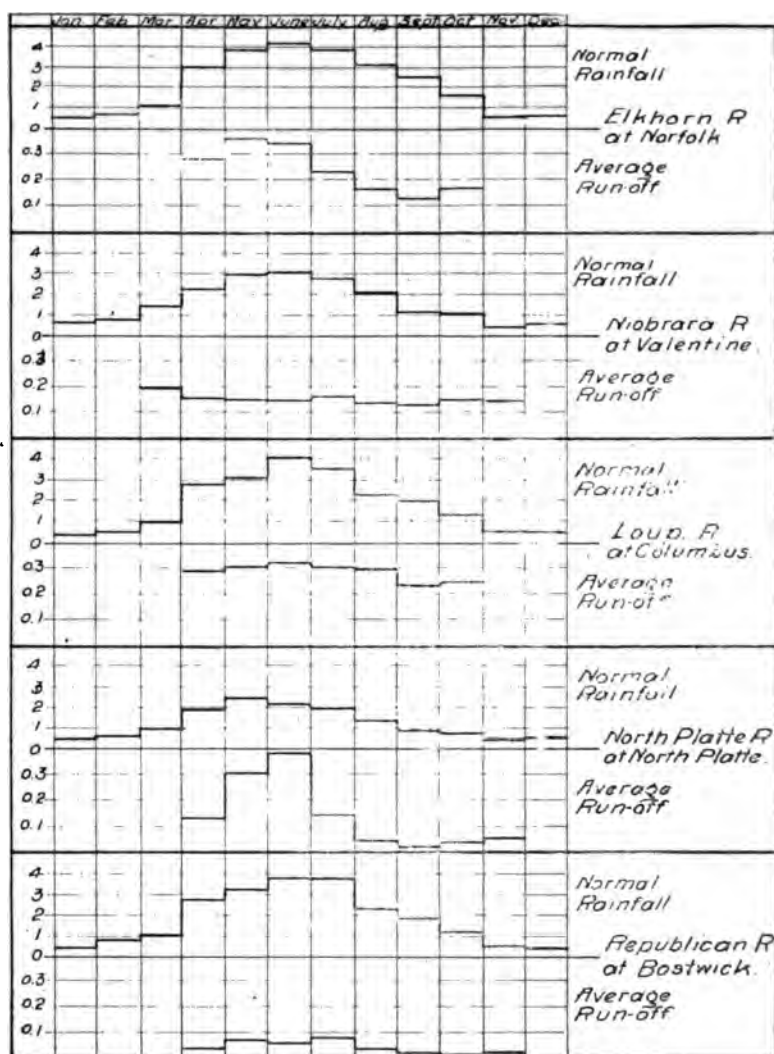 Jan Feb Mar Apr May June July Aug Sept Oct Nov Dec
4
3
2
1
0
Normal
Rainfall
Elkhorn R
at Norfolk
0.3
0.2
0.1
Average
Run-off
4
3
2
1
0
Normal
Rainfall
Niobrara R
at Valentine
0.3
0.2
0.1
Average
Run-off
4
3
2
1
0
Normal
Rainfall
Loup. R
at Columbus.
0.3
0.2
0.1
Average
Run-off
4
3
2
1
0
Normal
Rainfall
North Platte R
at North Platte.
0.3
0.2
0.1
Average
Run-off
4
3
2
1
0
Normal
Rainfall
Republican R
at Bostwick.
0.3
0.2
0.1
Average
Run-off